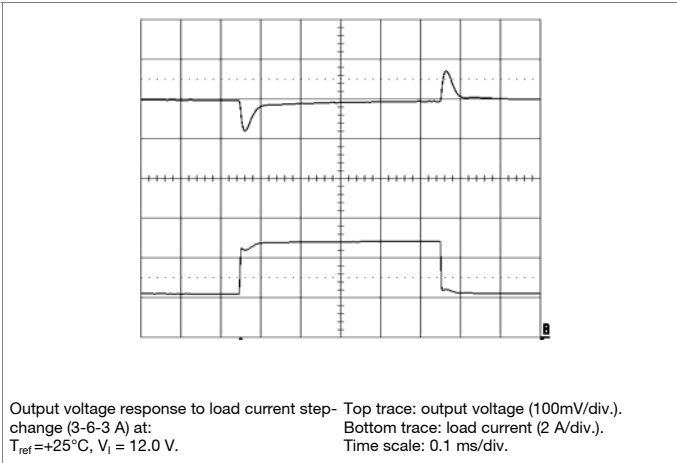 Output voltage response to load current step-
change (3-6-3 A) at:
Tref =+25°C, VI = 12.0 V.
Top trace: output voltage (100mV/div.).
Bottom trace: load current (2 A/div.).
Time scale: 0.1 ms/div.